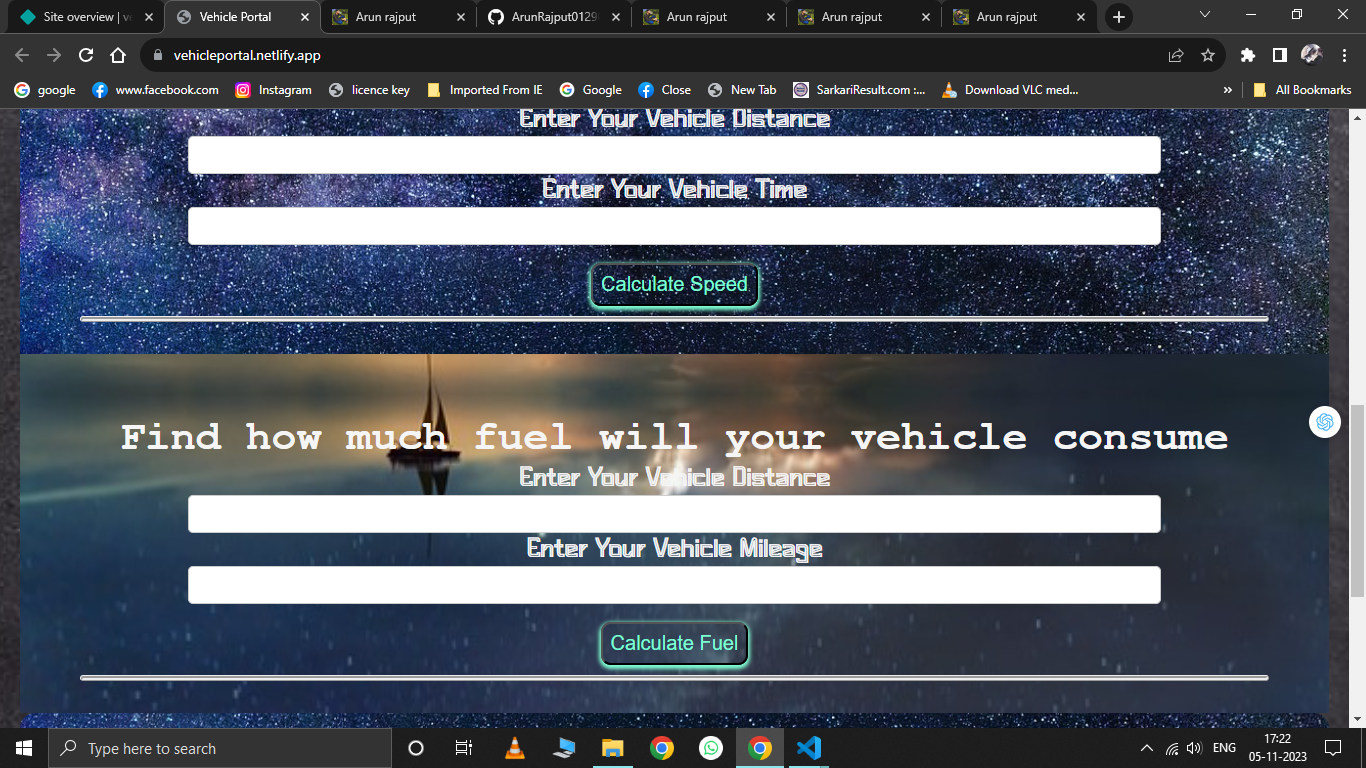 Site overview | ve
Vehicle Portal
Arun rajput
ArunRajput0129
Arun rajput
Arun rajput
Arun rajput
vehicleportal.netlify.app
google
www.facebook.com
Instagram
licence key
Imported From IE
Google
Close
New Tab
SarkariResult.com :...
Download VLC med...
»
All Bookmarks
Enter Your Vehicle Distance
Enter Your Vehicle Time
Calculate Speed
Find how much fuel will your vehicle consume
Enter Your Vehicle Distance
Enter Your Vehicle Mileage
Calculate Fuel
Type here to search
ENG
17:22
05-11-2023